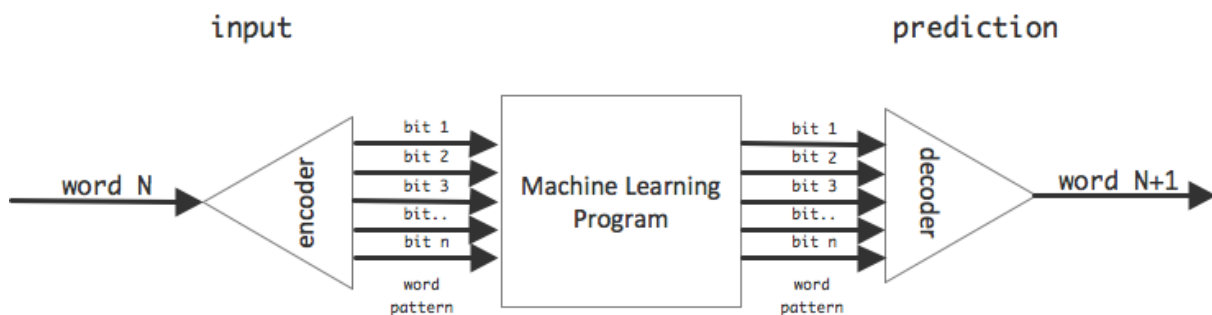 input
prediction
word N
encoder
bit 1
bit 2
bit 3
bit..
bit n
word
pattern
Machine Learning
Program
bit 1
bit 2
bit 3
bit..
bit n
word
pattern
decoder
word N+1